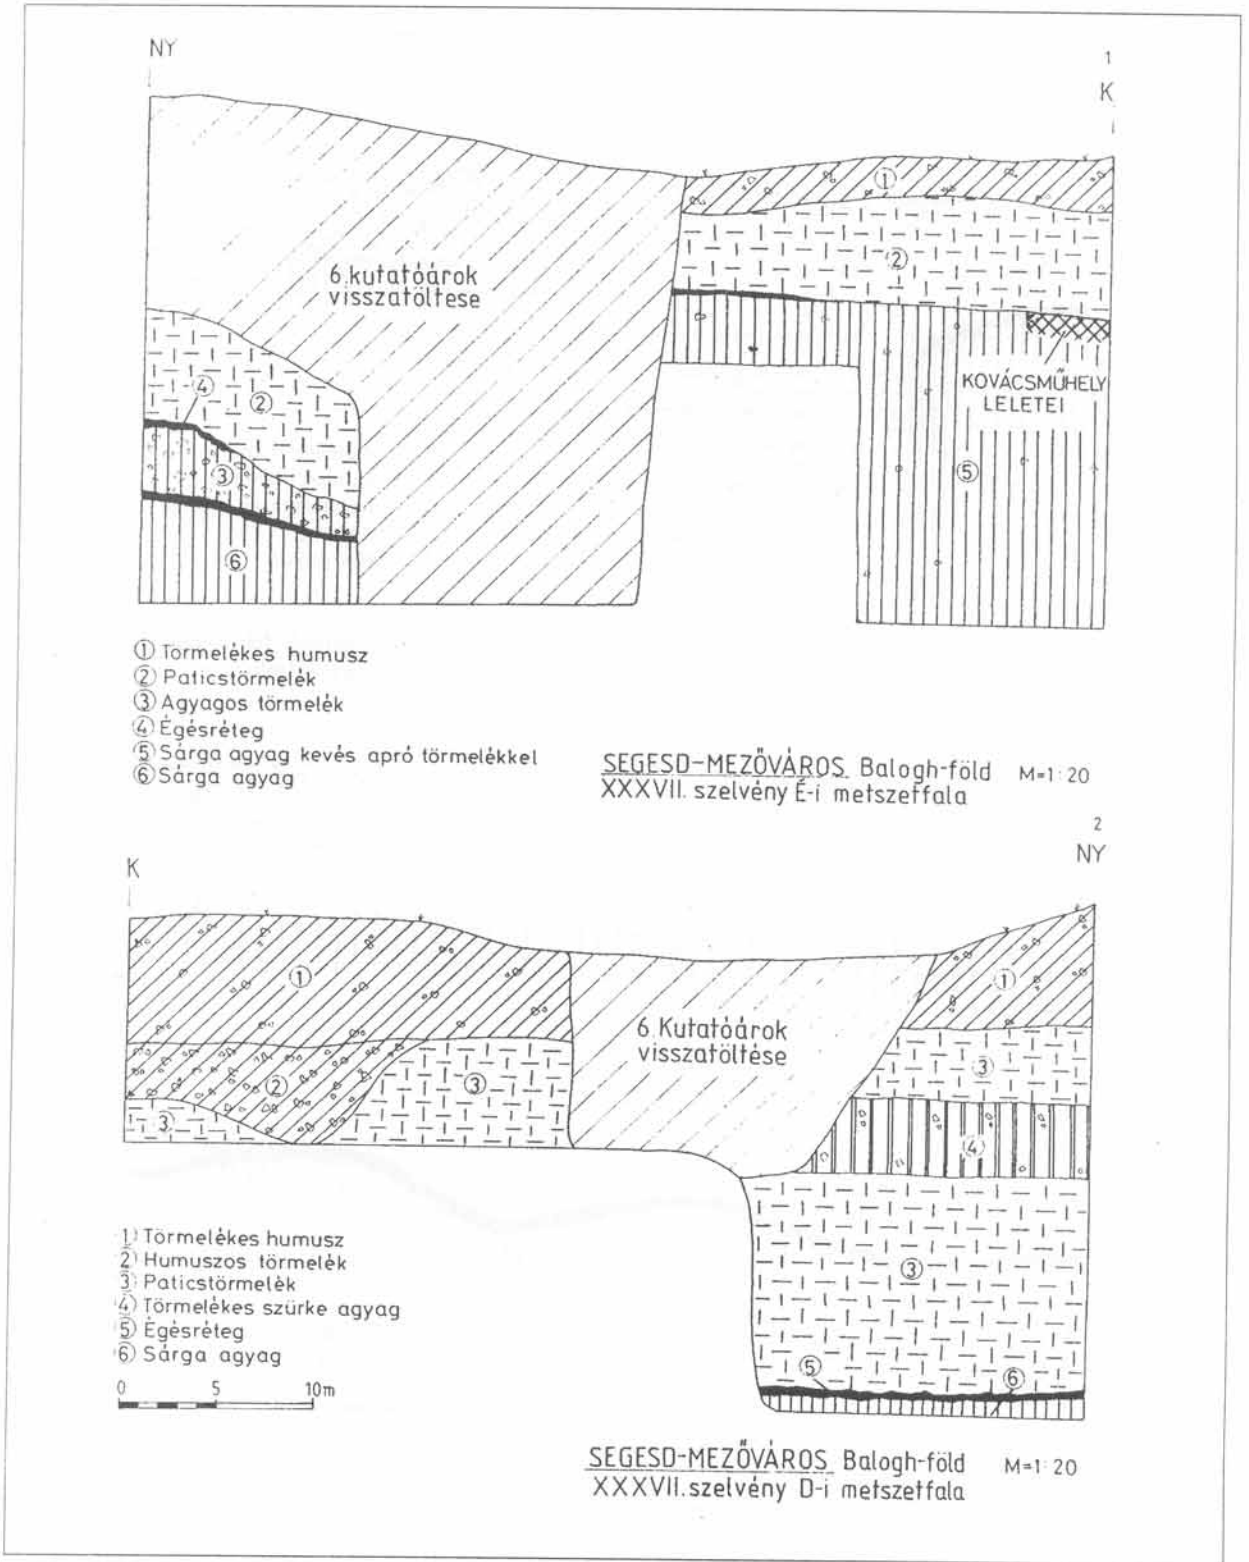 NY
1
K
①
6.kutatóárok
visszatöltese
②
④
②
KOVÁCSMŰHELY
LELETEI
③
⑤
⑥
① Törmelékes humusz
② Paticstörmelék
③ Agyagos törmelék
④ Égésréteg
⑤ Sárga agyag kevés apró törmelékkel
⑥ Sárga agyag
SEGESD-MEZŐVÁROS Balogh-föld M=1:20
XXXVII. szelvény É-i metszetfala
2
K
NY
①
①
6.Kutatóárok
visszatöltése
②
③
③
③
④
③
⑤
⑥
① Törmelékes humusz
② Humuszos törmelék
③ Paticstörmelék
④ Törmelékes szürke agyag
⑤ Égésréteg
⑥ Sárga agyag
0 5 10m
SEGESD-MEZŐVÁROS Balogh-föld M=1:20
XXXVII.szelvény D-i metszetfala